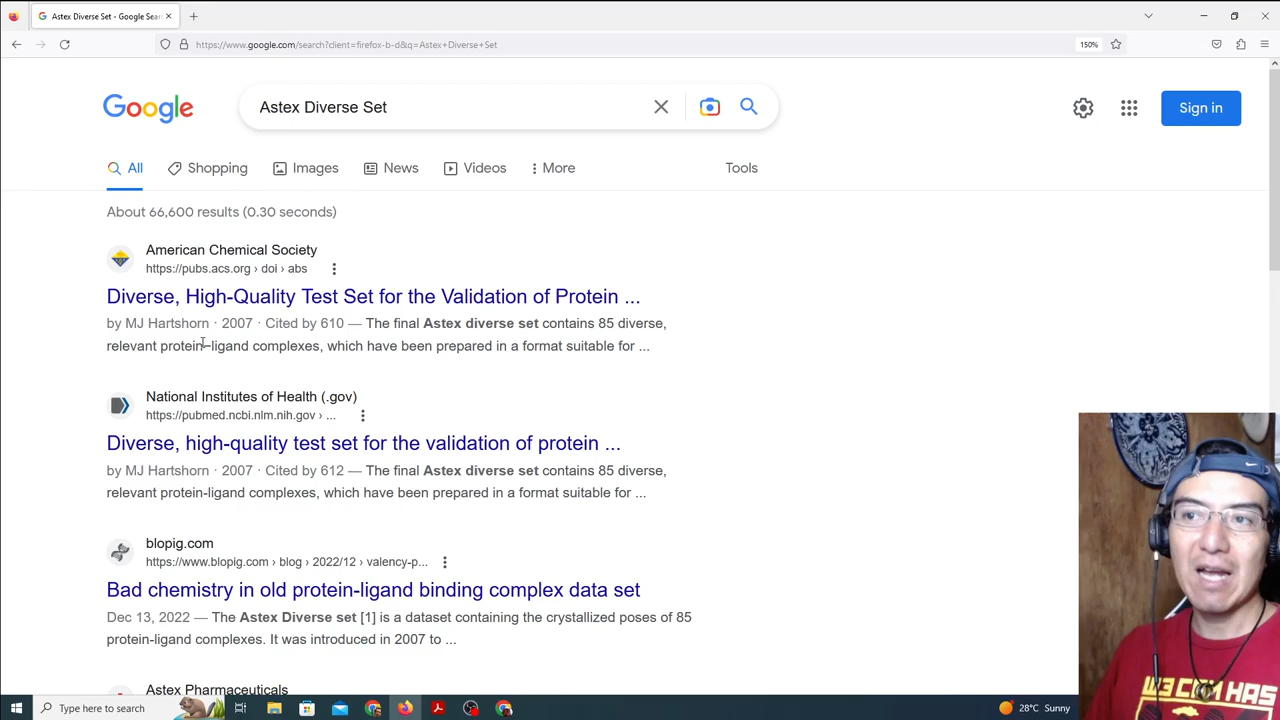 Astex Diverse Set - Google Sear
https://www.google.com/search?client=firefox-b-d&q=Astex+Diverse+Set
150%
Google
Astex Diverse Set
Sign in
All
Shopping
Images
News
Videos
More
Tools
About 66,600 results (0.30 seconds)
American Chemical Society
https://pubs.acs.org › doi › abs
Diverse, High-Quality Test Set for the Validation of Protein ...
by MJ Hartshorn · 2007 · Cited by 610 — The final Astex diverse set contains 85 diverse,
relevant protein–ligand complexes, which have been prepared in a format suitable for ...
National Institutes of Health (.gov)
https://pubmed.ncbi.nlm.nih.gov › ...
Diverse, high-quality test set for the validation of protein ...
by MJ Hartshorn · 2007 · Cited by 612 — The final Astex diverse set contains 85 diverse,
relevant protein-ligand complexes, which have been prepared in a format suitable for ...
blopig.com
https://www.blopig.com › blog › 2022/12 › valency-p...
Bad chemistry in old protein-ligand binding complex data set
Dec 13, 2022 — The Astex Diverse set [1] is a dataset containing the crystallized poses of 85
protein-ligand complexes. It was introduced in 2007 to ...
Astex Pharmaceuticals
Type here to search
28°C Sunny